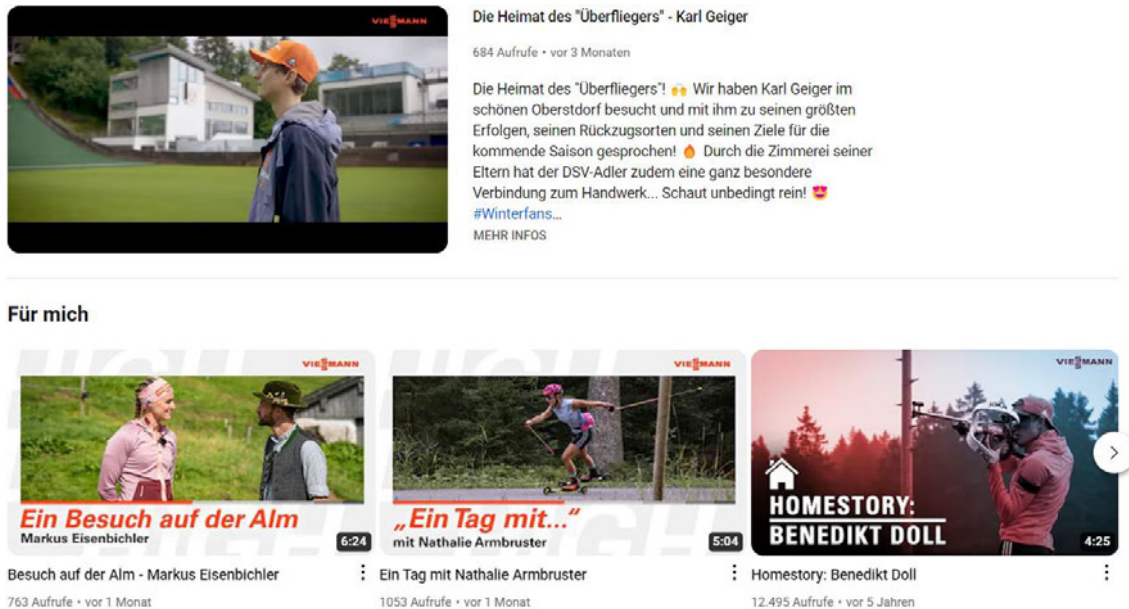 VIESMANN
Die Heimat des "Überfliegers" - Karl Geiger
684 Aufrufe • vor 3 Monaten
Die Heimat des "Überfliegers"! 🙌 Wir haben Karl Geiger im
schönen Oberstdorf besucht und mit ihm zu seinen größten
Erfolgen, seinen Rückzugsorten und seinen Ziele für die
kommende Saison gesprochen! 🔥 Durch die Zimmerei seiner
Eltern hat der DSV-Adler zudem eine ganz besondere
Verbindung zum Handwerk... Schaut unbedingt rein! 😍
#Winterfans...
MEHR INFOS
Für mich
VIESMANN
Ein Besuch auf der Alm
Markus Eisenbichler
6:24
Besuch auf der Alm - Markus Eisenbichler
763 Aufrufe • vor 1 Monat
VIESMANN
„Ein Tag mit...“
mit Nathalie Armbruster
5:04
Ein Tag mit Nathalie Armbruster
1053 Aufrufe • vor 1 Monat
VIESMANN
HOMESTORY:
BENEDIKT DOLL
4:25
Homestory: Benedikt Doll
12.495 Aufrufe • vor 5 Jahren